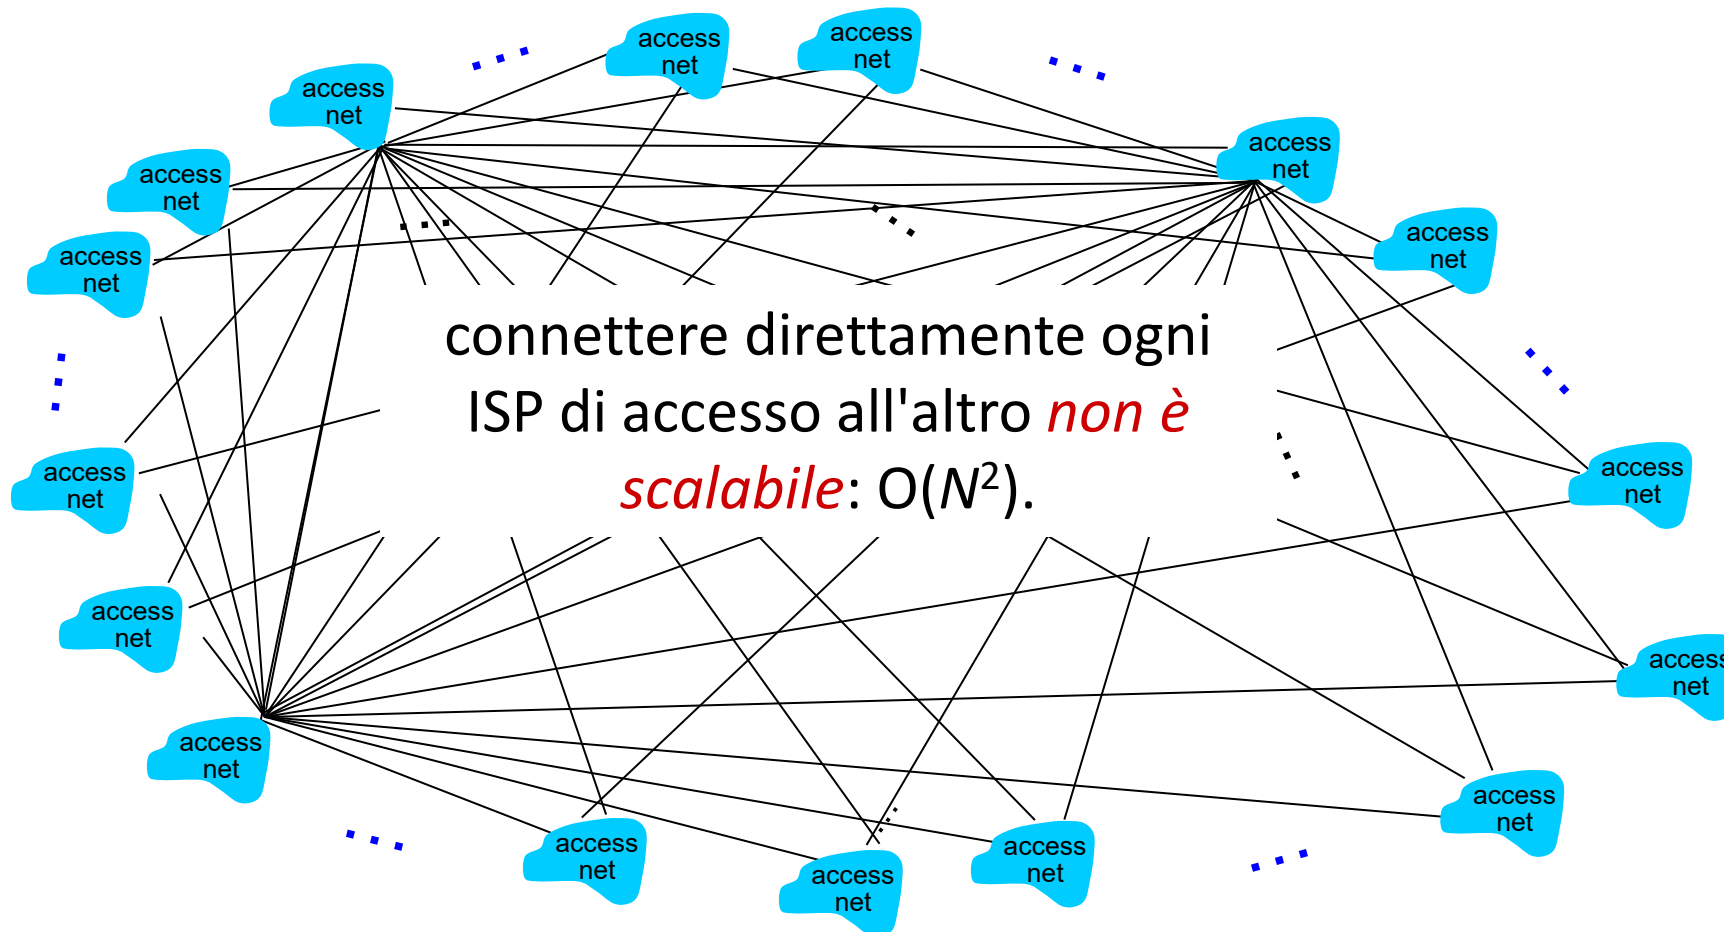 access
net
access
net
access
net
access
net
access
net
access
net
access
net
access
net
connettere direttamente ogni
ISP di accesso all'altro non è
scalabile: O(N²).
access
net
access
net
access
net
access
net
access
net
access
net
access
net
access
net
access
net